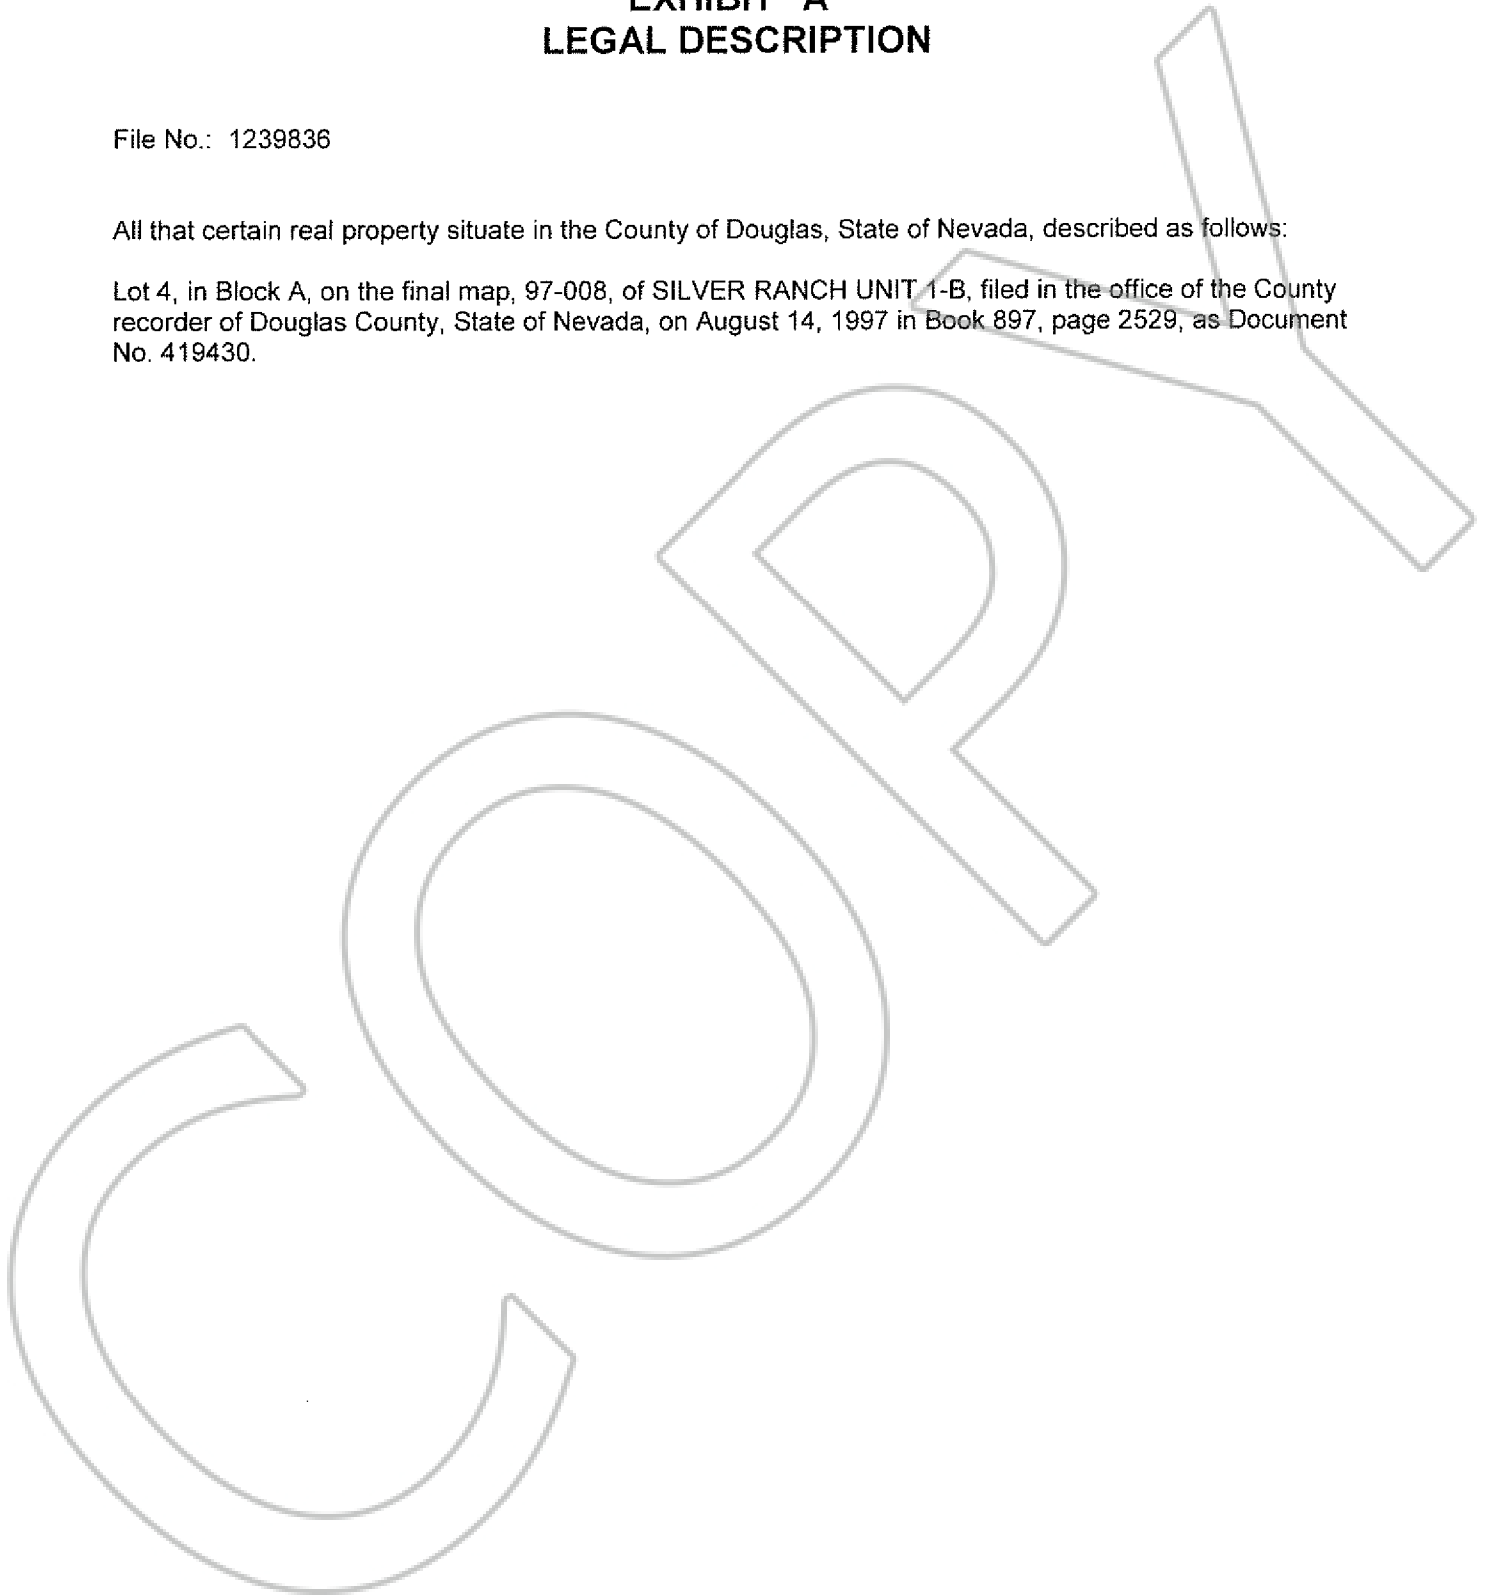 EXHIBIT "A"
LEGAL DESCRIPTION
File No.: 1239836
All that certain real property situate in the County of Douglas, State of Nevada, described as follows:
Lot 4, in Block A, on the final map, 97-008, of SILVER RANCH UNIT 1-B, filed in the office of the County
recorder of Douglas County, State of Nevada, on August 14, 1997 in Book 897, page 2529, as Document
No. 419430.
COPY